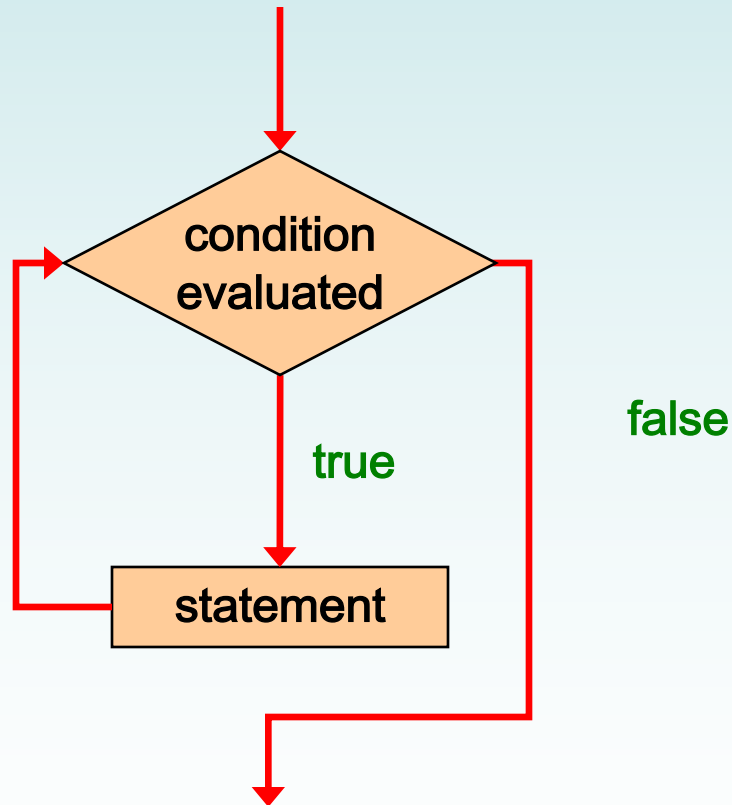 condition
evaluated
false
true
statement